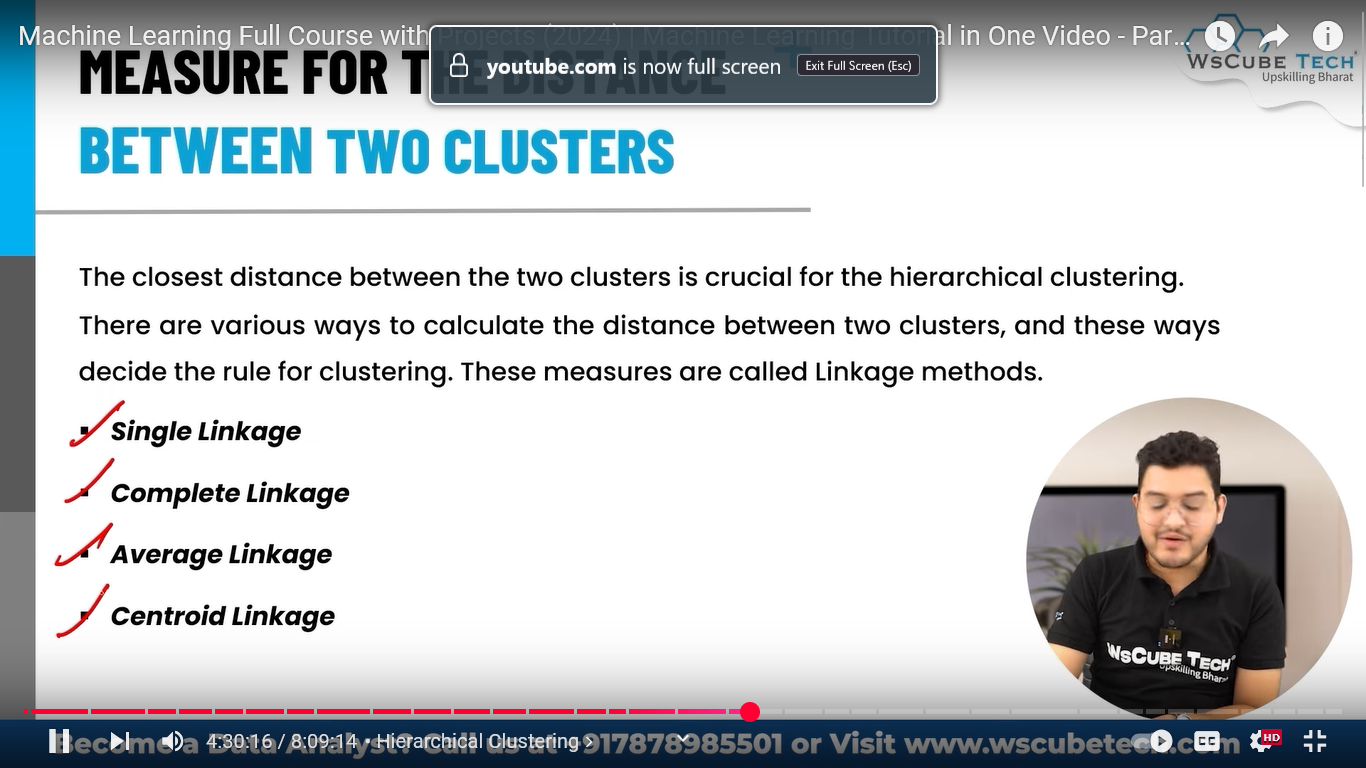 Machine Learning Full Course with Projects (2024) | Machine Learning Tutorial in One Video - Par...
youtube.com is now full screen
Exit Full Screen (Esc)
WsCube Tech
Upskilling Bharat
MEASURE FOR THE DISTANCE
BETWEEN TWO CLUSTERS
The closest distance between the two clusters is crucial for the hierarchical clustering.
There are various ways to calculate the distance between two clusters, and these ways
decide the rule for clustering. These measures are called Linkage methods.
Single Linkage
Complete Linkage
Average Linkage
Centroid Linkage
WsCube Tech
Upskilling Bharat
Become a Data Analyst? 917878985501 or Visit www.wscubetech.com
4:30:16 / 8:09:14 • Hierarchical Clustering ›
CC
HD